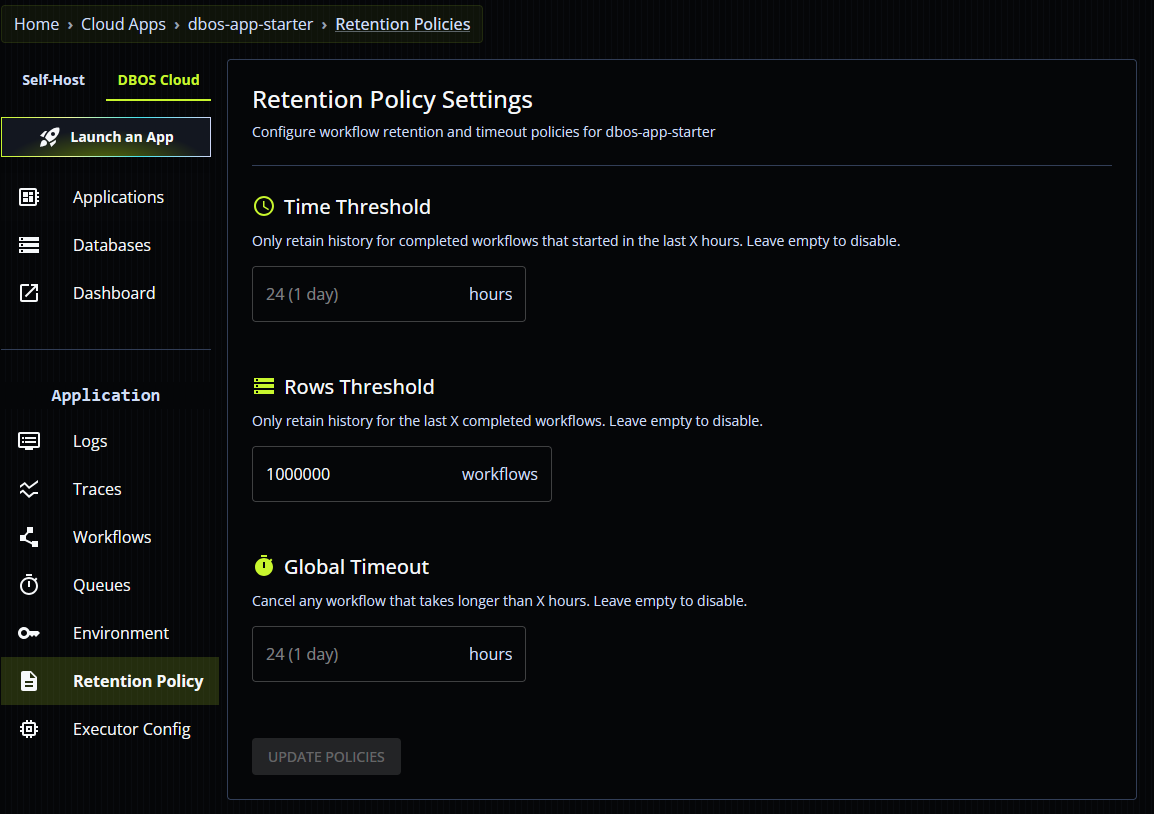 Home › Cloud Apps › dbos-app-starter › Retention Policies
Self-Host
DBOS Cloud
Launch an App
Applications
Databases
Dashboard
Application
Logs
Traces
Workflows
Queues
Environment
Retention Policy
Executor Config
Retention Policy Settings
Configure workflow retention and timeout policies for dbos-app-starter
Time Threshold
Only retain history for completed workflows that started in the last X hours. Leave empty to disable.
24 (1 day) hours
Rows Threshold
Only retain history for the last X completed workflows. Leave empty to disable.
1000000 workflows
Global Timeout
Cancel any workflow that takes longer than X hours. Leave empty to disable.
24 (1 day) hours
UPDATE POLICIES